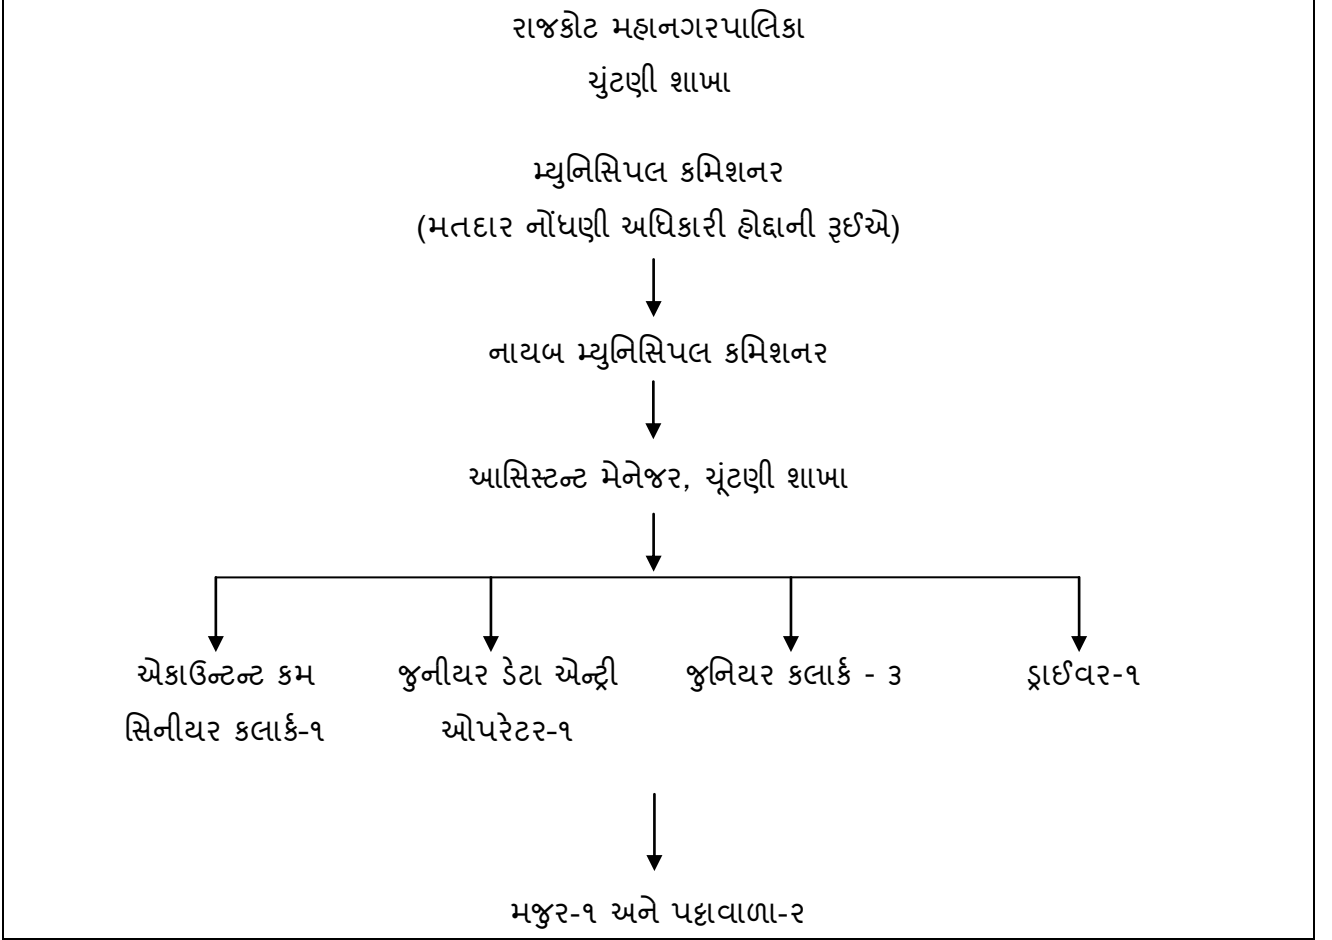 રાજકોટ મહાનગરપાલિકા
ચુંટણી શાખા
મ્યુનિસિપલ કમિશનર
(મતદાર નોંધણી અધિકારી હોદ્દાની રૂઈએ)
નાયબ મ્યુનિસિપલ કમિશનર
આસિસ્ટન્ટ મેનેજર, ચૂંટણી શાખા
એકાઉન્ટન્ટ કમ
સિનીયર કલાર્ક-૧
જુનીયર ડેટા એન્ટ્રી
ઓપરેટર-૧
જુનિયર કલાર્ક - ૩
ડ્રાઈવર-૧
મજુર-૧ અને પટ્ટાવાળા-૨